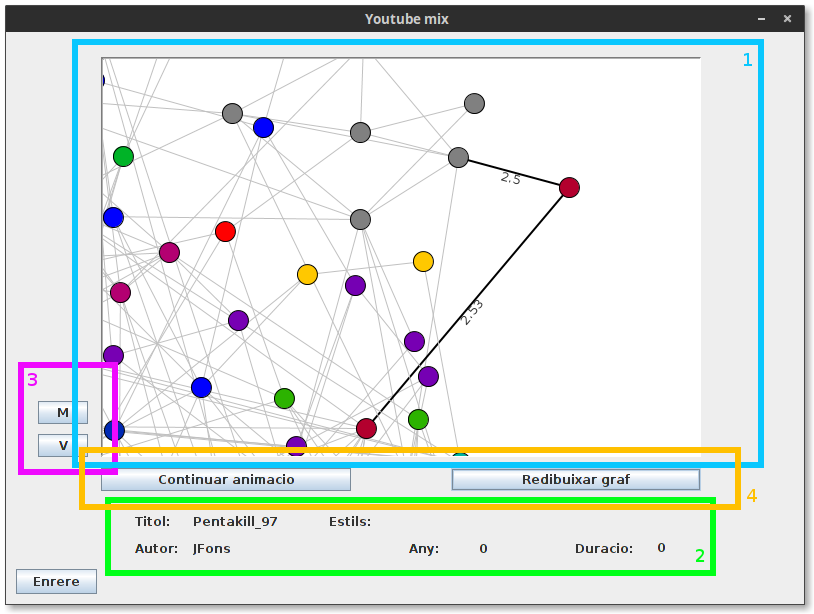 Youtube mix
1
2.5
2.53
3
M
V
Continuar animacio Redibuixar graf
4
Titol: Pentakill_97 Estils:
Autor: JFons Any: 0 Duracio: 0
2
Enrere